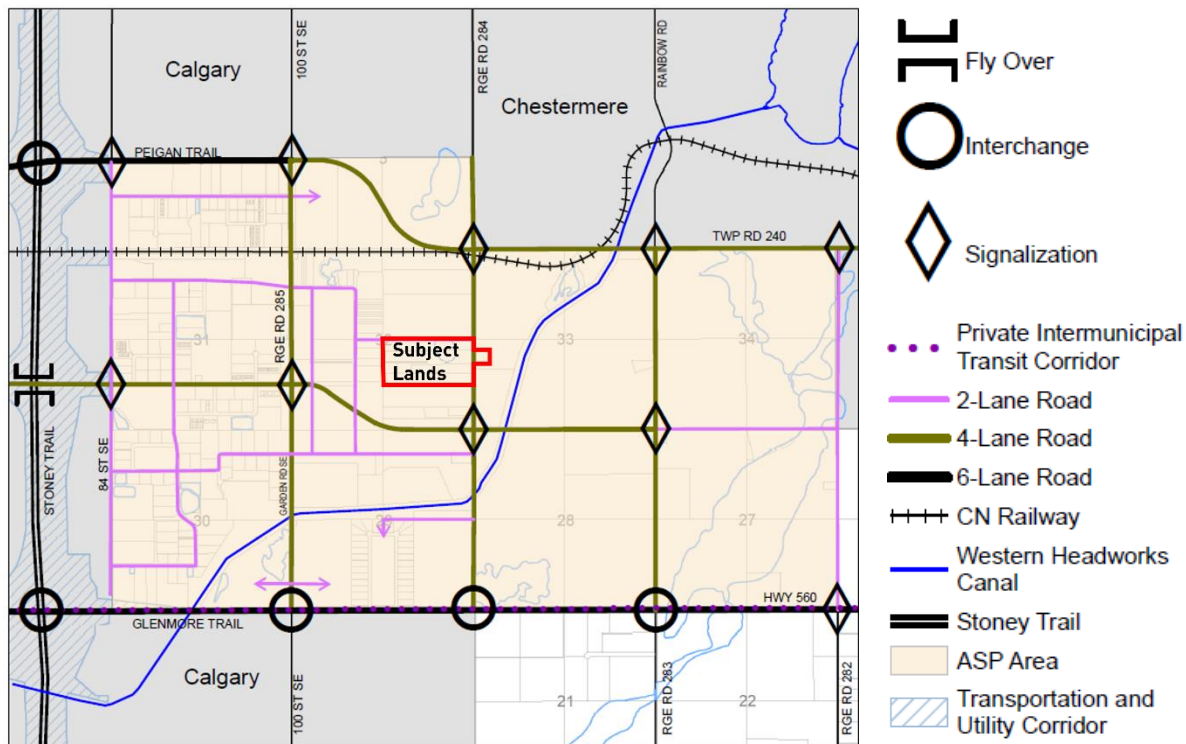 Calgary
100 ST SE
RGE RD 284
RAINBOW RD
Chestermere
PEIGAN TRAIL
TWP RD 240
RGE RD 285
31
33
34
Subject
Lands
STONEY TRAIL
84 ST SE
GARDEN RD SE
30
28
27
HWY 560
GLENMORE TRAIL
Calgary
100 ST SE
RGE RD 283
RGE RD 282
21
22
Fly Over
Interchange
Signalization
Private Intermunicipal
Transit Corridor
2-Lane Road
4-Lane Road
6-Lane Road
CN Railway
Western Headworks
Canal
Stoney Trail
ASP Area
Transportation and
Utility Corridor